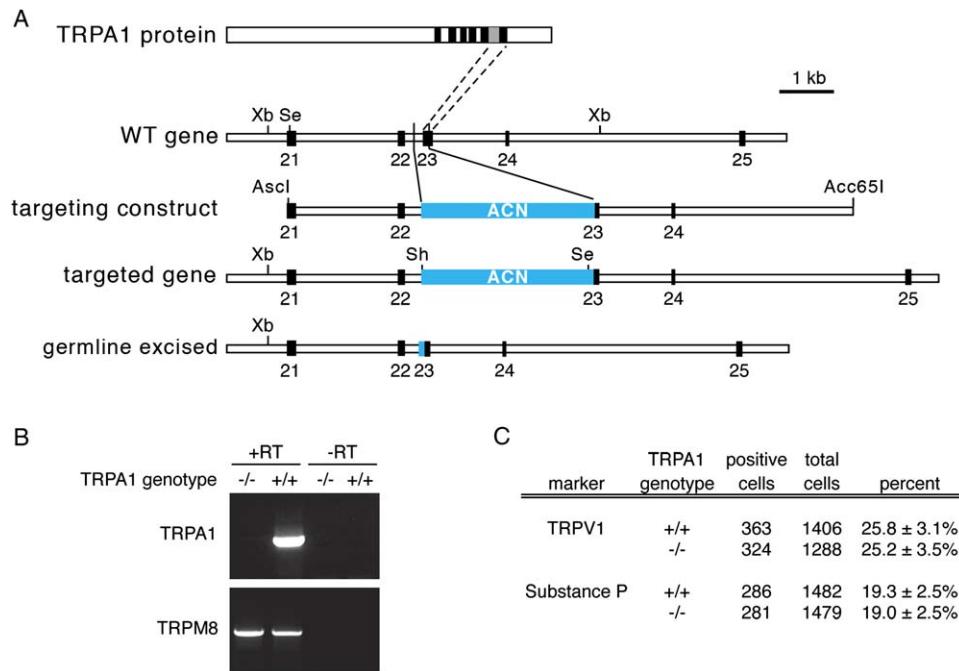 A
TRPA1 protein
1 kb
Xb Se Xb
WT gene
21 22 23 24 25
AscI Acc65I
targeting construct ACN
21 22 23 24
Xb Sh Se
targeted gene ACN
21 22 23 24 25
Xb
germline excised
21 22 23 24 25
B
+RT -RT
TRPA1 genotype -/- +/+ -/- +/+
TRPA1
TRPM8
C
marker TRPA1 genotype positive cells total cells percent
TRPV1 +/+ 363 1406 25.8 ± 3.1%
-/- 324 1288 25.2 ± 3.5%
Substance P +/+ 286 1482 19.3 ± 2.5%
-/- 281 1479 19.0 ± 2.5%